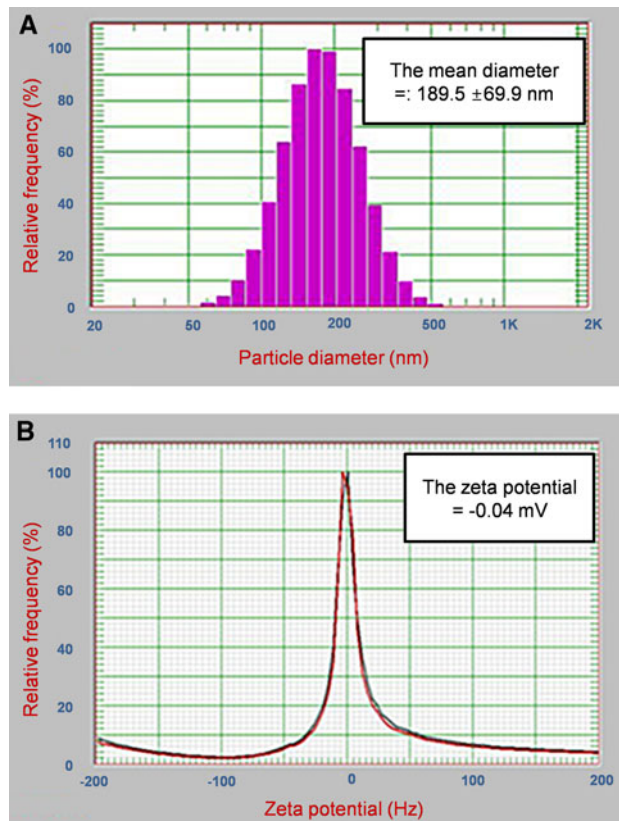 A
The mean diameter
=: 189.5 ±69.9 nm
Relative frequency (%)
100
80
60
40
20
0
20 50 100 200 500 1K 2K
Particle diameter (nm)
B
The zeta potential
= -0.04 mV
Relative frequency (%)
110
100
80
60
40
20
0
-200 -100 0 100 200
Zeta potential (Hz)